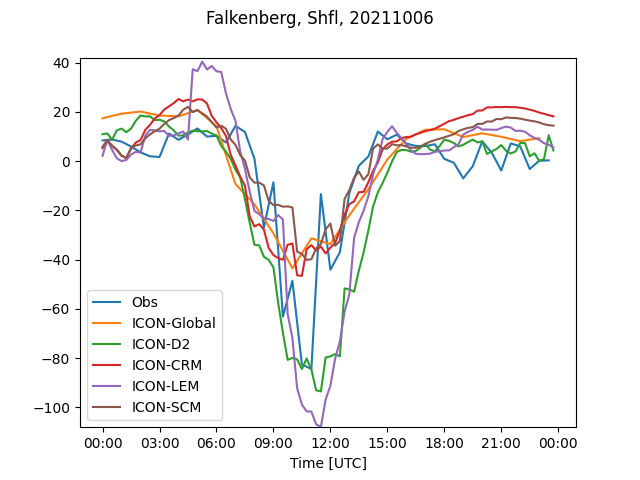 Falkenberg, Shfl, 20211006
40
20
0
−20
−40
−60
−80
−100
Obs
ICON-Global
ICON-D2
ICON-CRM
ICON-LEM
ICON-SCM
00:00 03:00 06:00 09:00 12:00 15:00 18:00 21:00 00:00
Time [UTC]